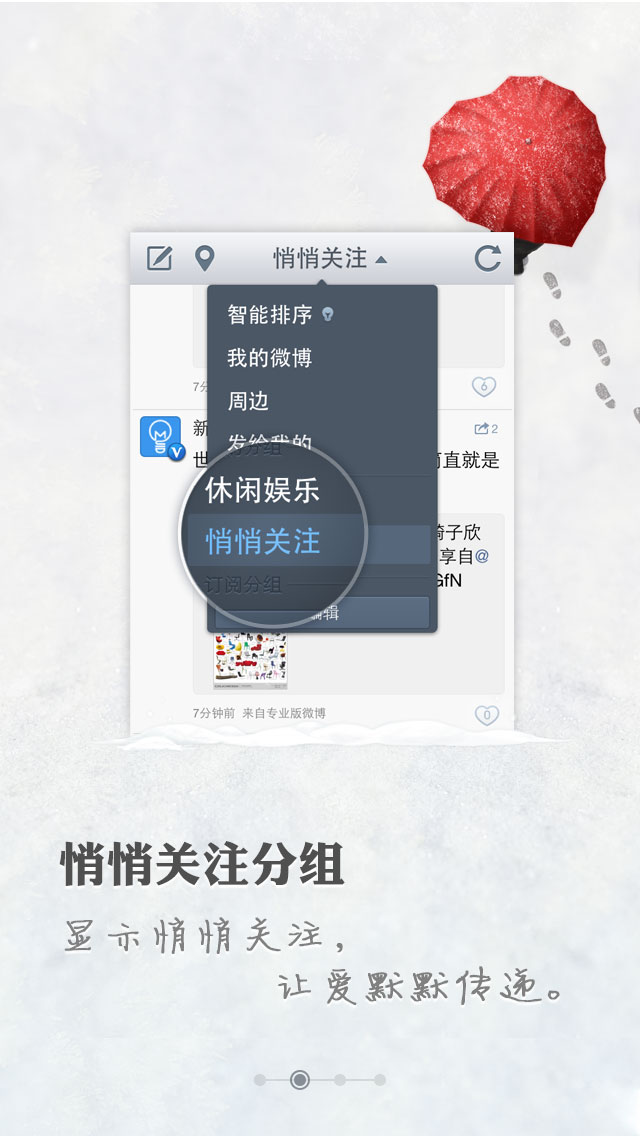 悄悄关注
智能排序
我的微博
7分
6
周边
新
2
发给我的
分组
世
简直就是
休闲娱乐
悄悄关注
椅子欣
享自@
订阅分组
GfN
编辑
7分钟前 来自专业版微博
0
悄悄关注分组
显示悄悄关注，
让爱默默传递。